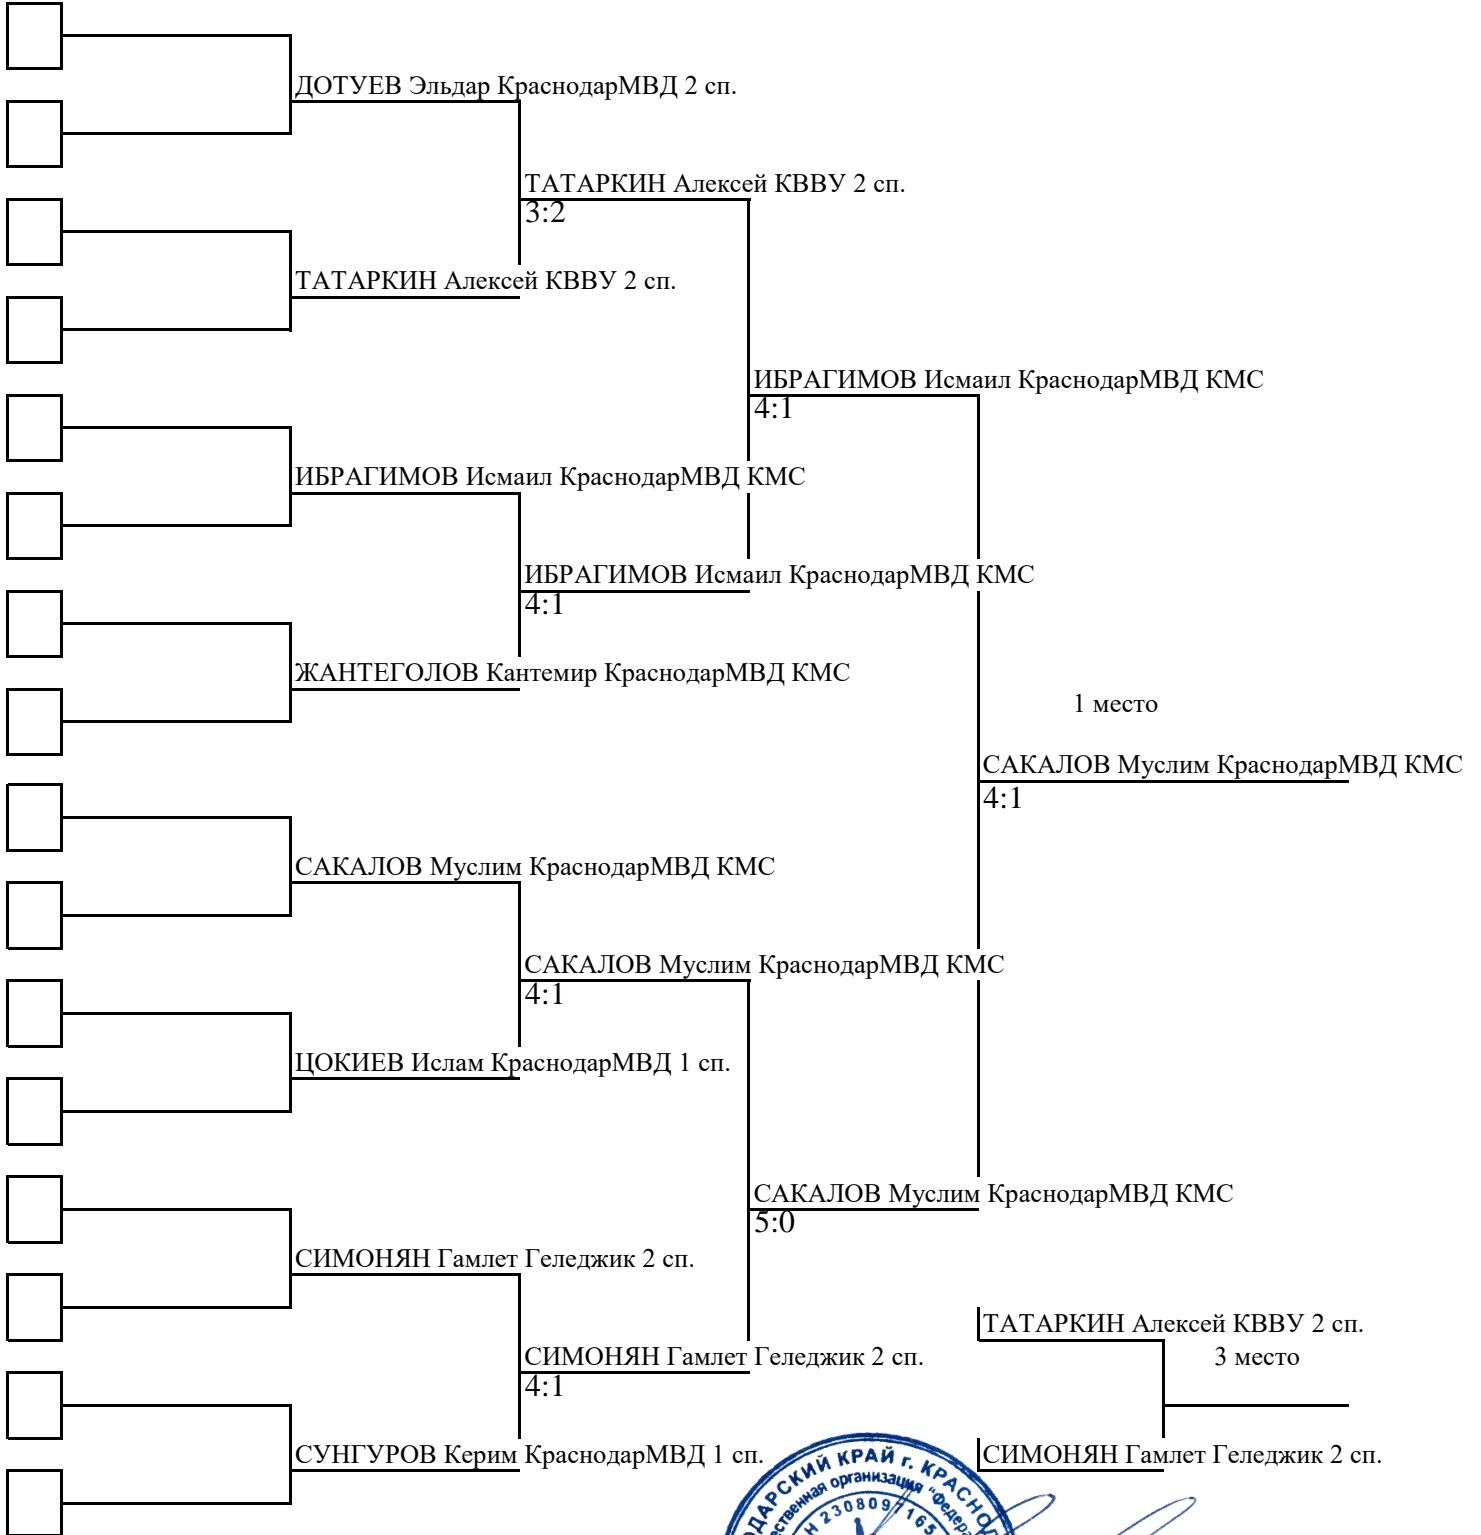 ДОТУЕВ Эльдар КраснодарМВД 2 сп.
ТАТАРКИН Алексей КВВУ 2 сп.
3:2
ТАТАРКИН Алексей КВВУ 2 сп.
ИБРАГИМОВ Исмаил КраснодарМВД КМС
4:1
ИБРАГИМОВ Исмаил КраснодарМВД КМС
ИБРАГИМОВ Исмаил КраснодарМВД КМС
4:1
ЖАНТЕГОЛОВ Кантемир КраснодарМВД КМС
1 место
САКАЛОВ Муслим КраснодарМВД КМС
4:1
САКАЛОВ Муслим КраснодарМВД КМС
САКАЛОВ Муслим КраснодарМВД КМС
4:1
ЦОКИЕВ Ислам КраснодарМВД 1 сп.
САКАЛОВ Муслим КраснодарМВД КМС
5:0
СИМОНЯН Гамлет Геледжик 2 сп.
ТАТАРКИН Алексей КВВУ 2 сп.
СИМОНЯН Гамлет Геледжик 2 сп.
3 место
4:1
СУНГУРОВ Керим КраснодарМВД 1 сп.
СИМОНЯН Гамлет Геледжик 2 сп.
КРАЙ г.
организация